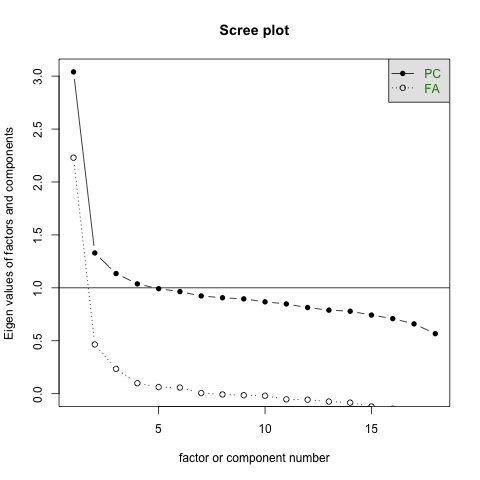 Scree plot
PC
FA
Eigen values of factors and components
3.0
2.5
2.0
1.5
1.0
0.5
0.0
5 10 15
factor or component number